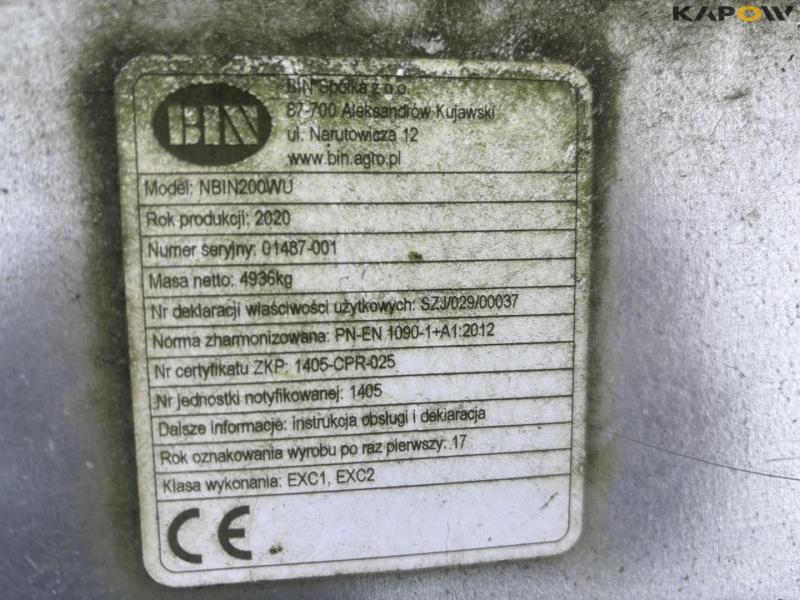 KAPOW
BIN Spółka z o.o.
BIN
87-700 Aleksandrów Kujawski
ul. Narutowicza 12
www.bin.agro.pl
Model: NBIN200WU
Rok produkcji: 2020
Numer seryjny: 01487-001
Masa netto: 4936kg
Nr deklaracji właściwości użytkowych: SZJ/029/00037
Norma zharmonizowana: PN-EN 1090-1+A1:2012
Nr certyfikatu ZKP: 1405-CPR-025
Nr jednostki notyfikowanej: 1405
Dalsze informacje: instrukcja obsługi i deklaracja
Rok oznakowania wyrobu po raz pierwszy: 17
Klasa wykonania: EXC1, EXC2
CE